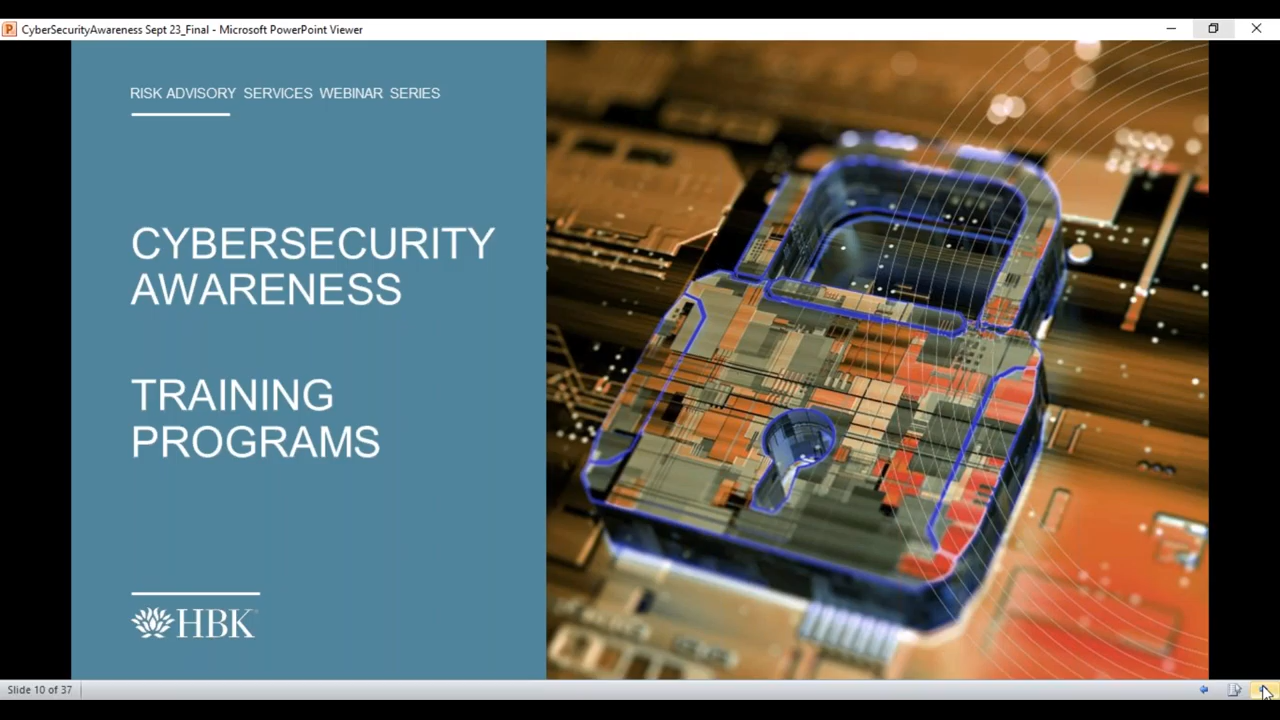 CyberSecurityAwareness Sept 23_Final - Microsoft PowerPoint Viewer
RISK ADVISORY SERVICES WEBINAR SERIES
CYBERSECURITY
AWARENESS
TRAINING
PROGRAMS
HBK
Slide 10 of 37